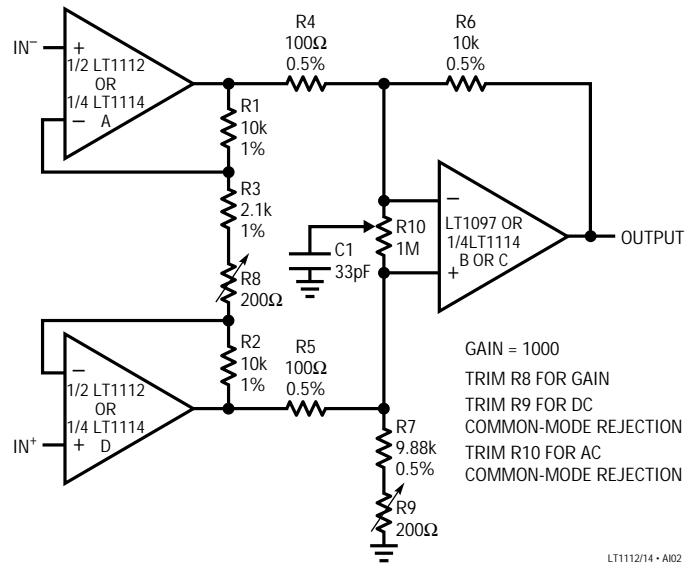 IN–
+
1/2 LT1112
OR
1/4 LT1114
–
A
R1
10k
1%
R3
2.1k
1%
R8
200Ω
–
1/2 LT1112
OR
1/4 LT1114
IN+
+
D
R2
10k
1%
R4
100Ω
0.5%
R5
100Ω
0.5%
C1
33pF
R10
1M
R6
10k
0.5%
–
LT1097 OR
1/4LT1114
B OR C
+
OUTPUT
R7
9.88k
0.5%
R9
200Ω
GAIN = 1000
TRIM R8 FOR GAIN
TRIM R9 FOR DC
COMMON-MODE REJECTION
TRIM R10 FOR AC
COMMON-MODE REJECTION
LT1112/14 • AI02